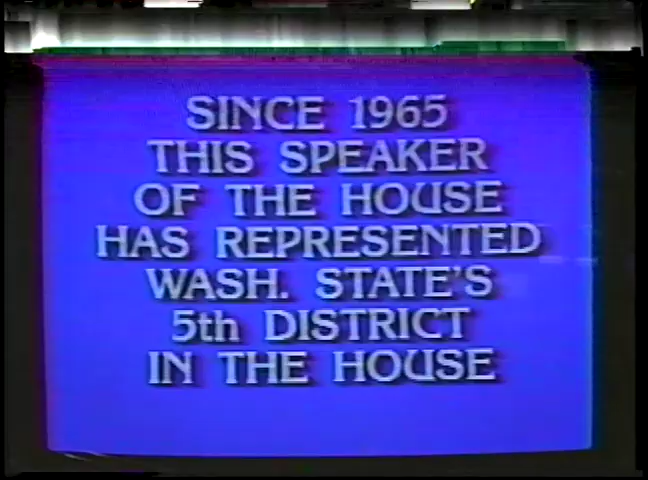 SINCE 1965
THIS SPEAKER
OF THE HOUSE
HAS REPRESENTED
WASH. STATE'S
5th DISTRICT
IN THE HOUSE